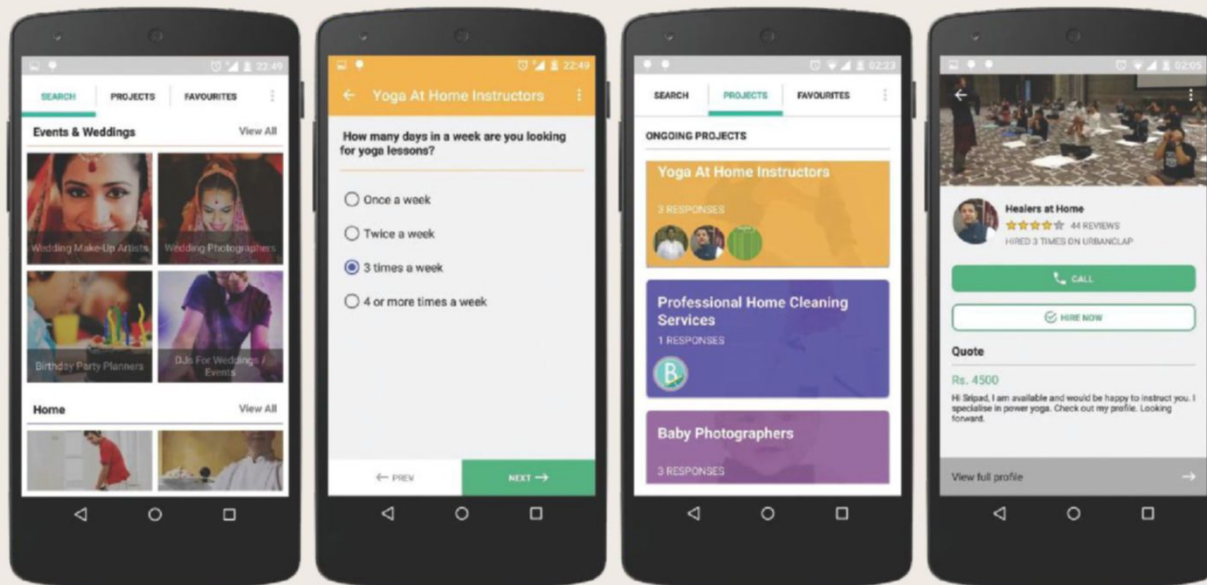 22:49
SEARCH PROJECTS FAVOURITES
Events & Weddings View All
Wedding Make-Up Artists Wedding Photographers
Birthday Party Planners DJs For Weddings /
Events
Home View All
22:49
Yoga At Home Instructors
How many days in a week are you looking
for yoga lessons?
Once a week
Twice a week
3 times a week
4 or more times a week
← PREV NEXT →
02:33
SEARCH PROJECTS FAVOURITES
ONGOING PROJECTS
Yoga At Home Instructors
3 RESPONSES
Professional Home Cleaning
Services
1 RESPONSES
B
Baby Photographers
3 RESPONSES
02:05
Healers at Home
44 REVIEWS
HIRED 3 TIMES ON URBANCLAP
CALL
HIRE NOW
Quote
Rs. 4500
Hi Sripad, I am available and would be happy to instruct you. I
specialise in power yoga. Check out my profile. Looking
forward.
View full profile →